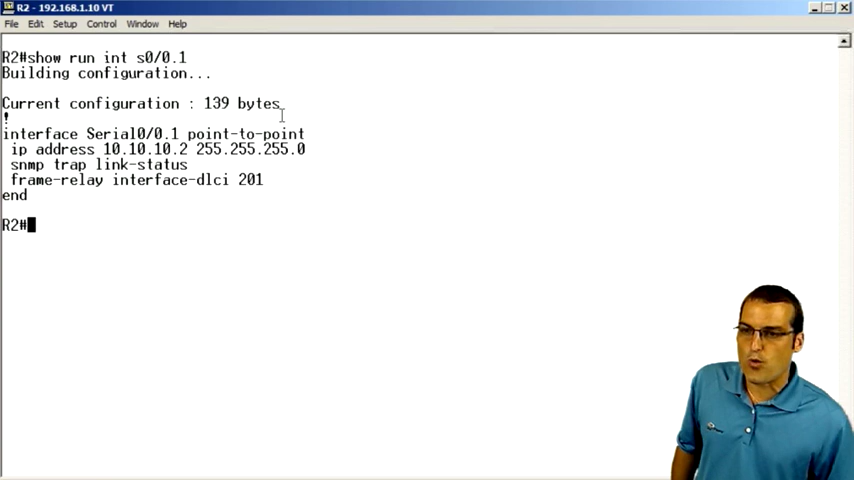 R2 - 192.168.1.10 VT
File Edit Setup Control Window Help
R2#show run int s0/0.1
Building configuration...
Current configuration : 139 bytes
!
interface Serial0/0.1 point-to-point
ip address 10.10.10.2 255.255.255.0
snmp trap link-status
frame-relay interface-dlci 201
end
R2#